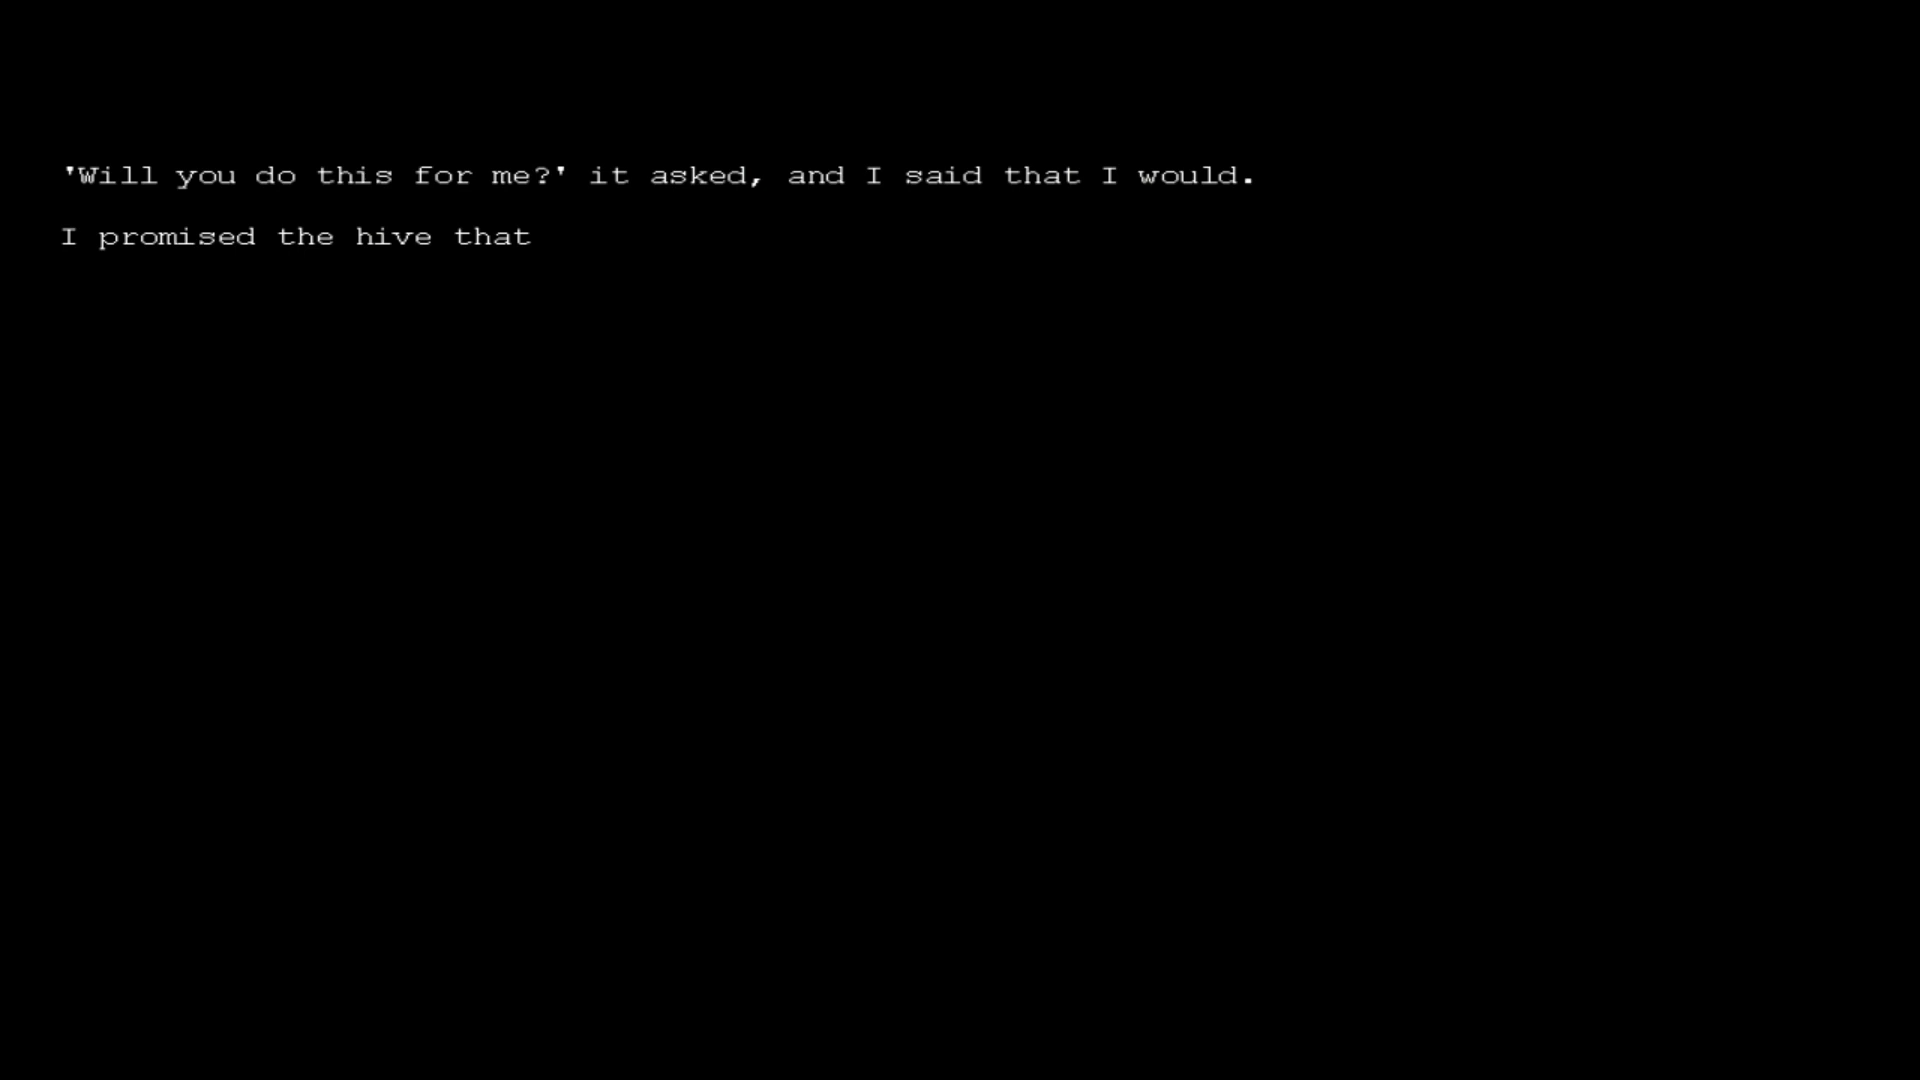 'Will you do this for me?' it asked, and I said that I would.
I promised the hive that